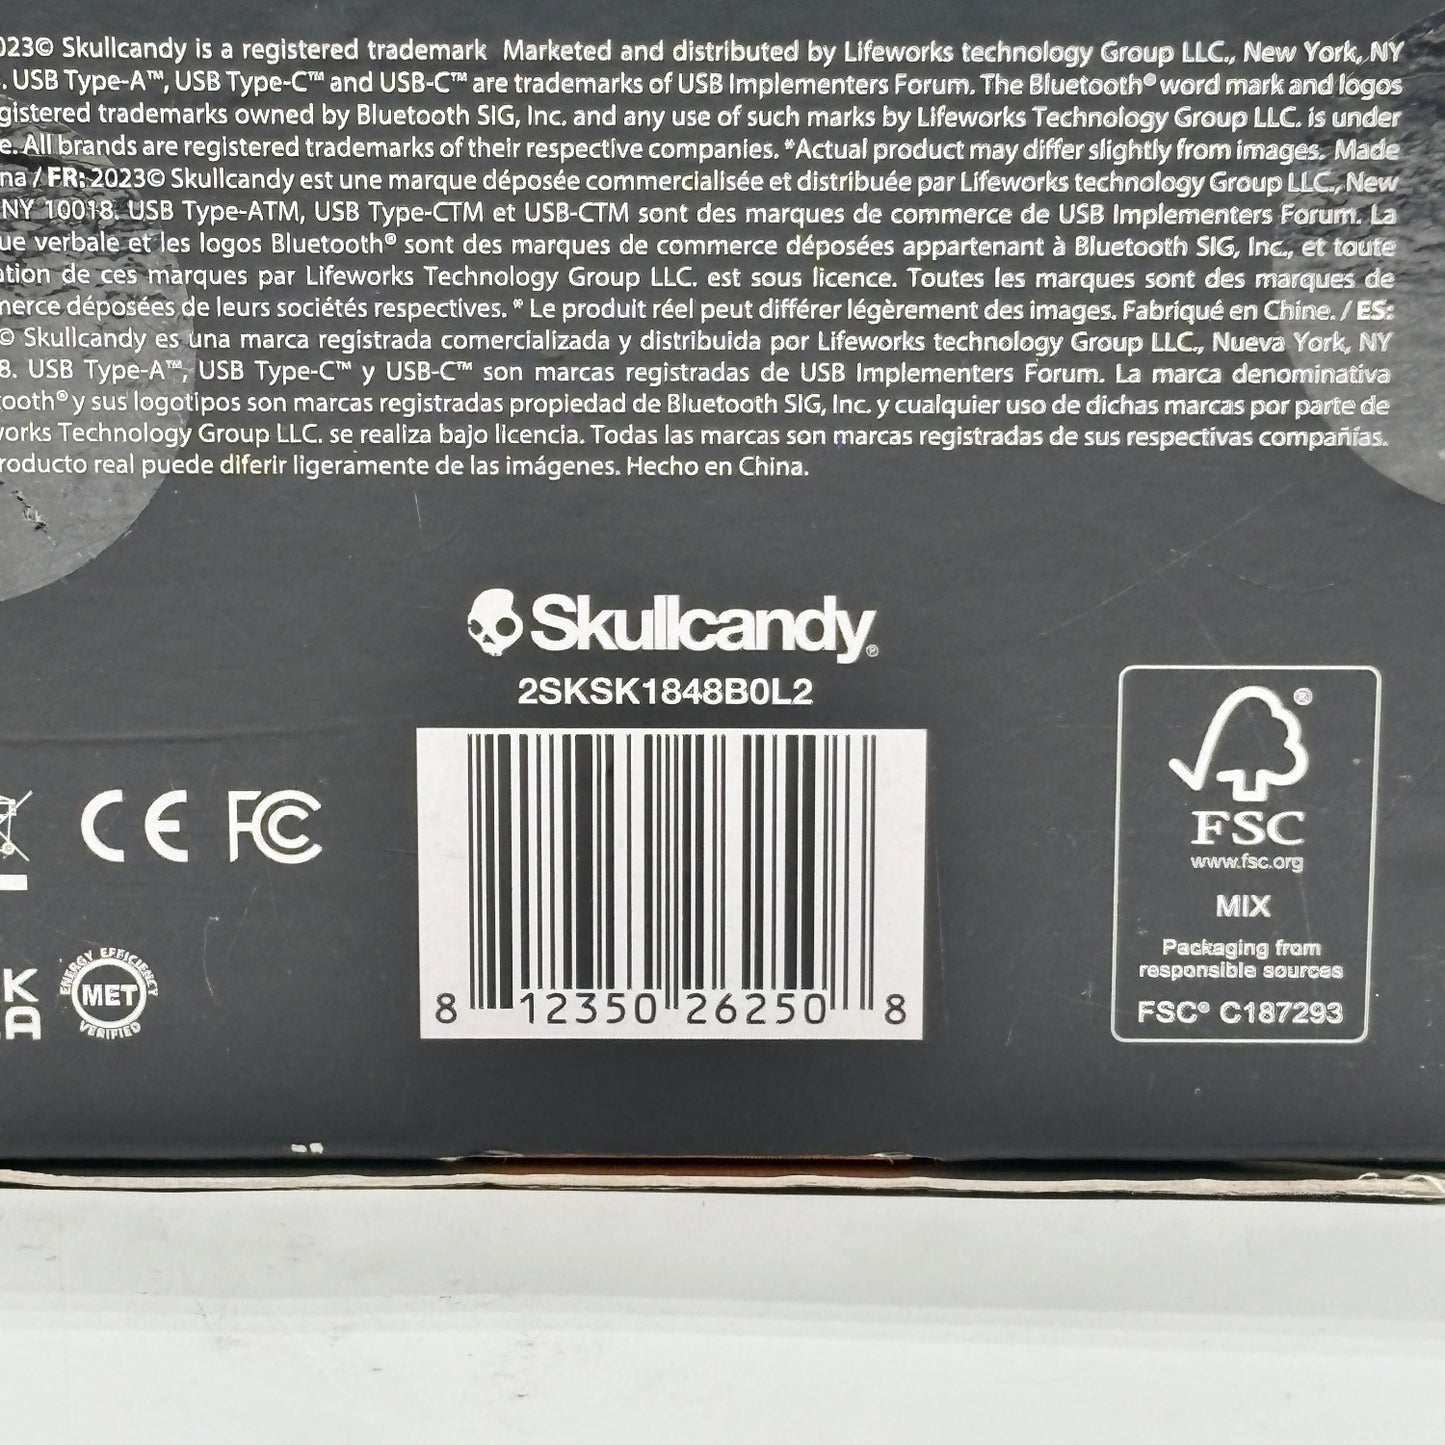 023© Skullcandy is a registered trademark Marketed and distributed by Lifeworks technology Group LLC., New York, NY
. USB Type-A™, USB Type-C™ and USB-C™ are trademarks of USB Implementers Forum. The Bluetooth® word mark and logos
gistered trademarks owned by Bluetooth SIG, Inc. and any use of such marks by Lifeworks Technology Group LLC. is under
e. All brands are registered trademarks of their respective companies. *Actual product may differ slightly from images. Made
na / FR: 2023© Skullcandy est une marque déposée commercialisée et distribuée par Lifeworks technology Group LLC., New
NY 10018. USB Type-ATM, USB Type-CTM et USB-CTM sont des marques de commerce de USB Implementers Forum. La
ue verbale et les logos Bluetooth® sont des marques de commerce déposées appartenant à Bluetooth SIG, Inc., et toute
ation de ces marques par Lifeworks Technology Group LLC. est sous licence. Toutes les marques sont des marques de
merce déposées de leurs sociétés respectives. * Le produit réel peut différer légèrement des images. Fabriqué en Chine. / ES:
© Skullcandy es una marca registrada comercializada y distribuida por Lifeworks technology Group LLC., Nueva York, NY
8. USB Type-A™, USB Type-C™ y USB-C™ son marcas registradas de USB Implementers Forum. La marca denominativa
tooth® y sus logotipos son marcas registradas propiedad de Bluetooth SIG, Inc. y cualquier uso de dichas marcas por parte de
vorks Technology Group LLC. se realiza bajo licencia. Todas las marcas son marcas registradas de sus respectivas compañías.
roducto real puede diferir ligeramente de las imágenes. Hecho en China.
Skullcandy®
2SKSK1848B0L2
CE FC
8 12350 26250 8
K
A
ENERGY EFFICIENCY
MET
VERIFIED
FSC®
www.fsc.org
MIX
Packaging from
responsible sources
FSC® C187293